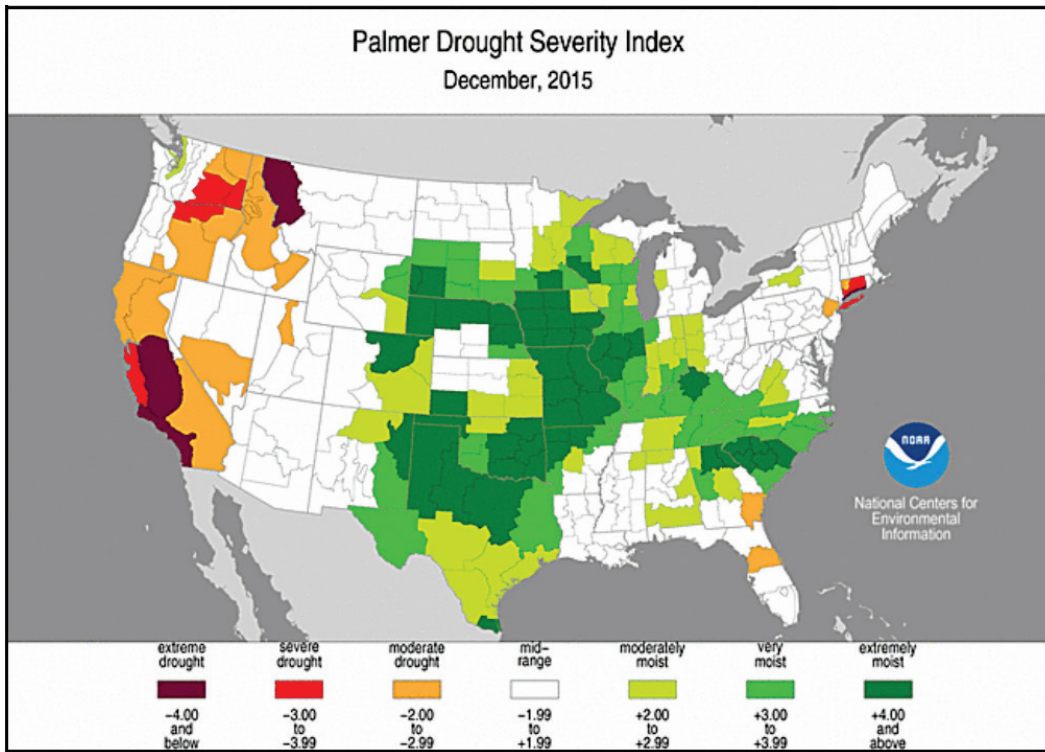 Palmer Drought Severity Index
December, 2015
NOAA
National Centers for
Environmental
Information
extreme
drought
severe
drought
moderate
drought
mid-
range
moderately
moist
very
moist
extremely
moist
−4.00
and
below
−3.00
to
−3.99
−2.00
to
−2.99
−1.99
to
+1.99
+2.00
to
+2.99
+3.00
to
+3.99
+4.00
and
above